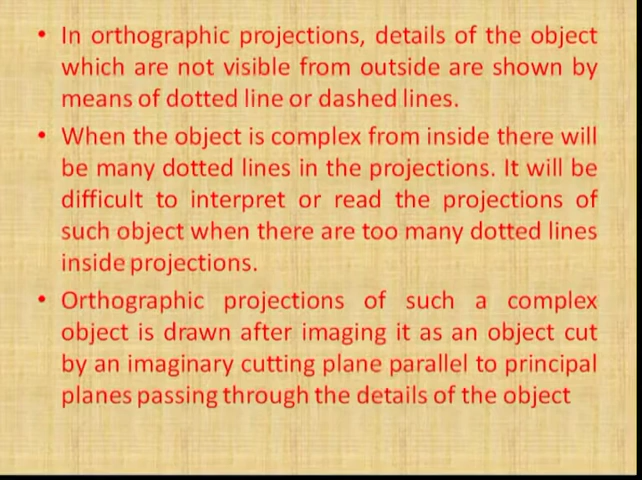 • In orthographic projections, details of the object
which are not visible from outside are shown by
means of dotted line or dashed lines.
• When the object is complex from inside there will
be many dotted lines in the projections. It will be
difficult to interpret or read the projections of
such object when there are too many dotted lines
inside projections.
• Orthographic projections of such a complex
object is drawn after imaging it as an object cut
by an imaginary cutting plane parallel to principal
planes passing through the details of the object